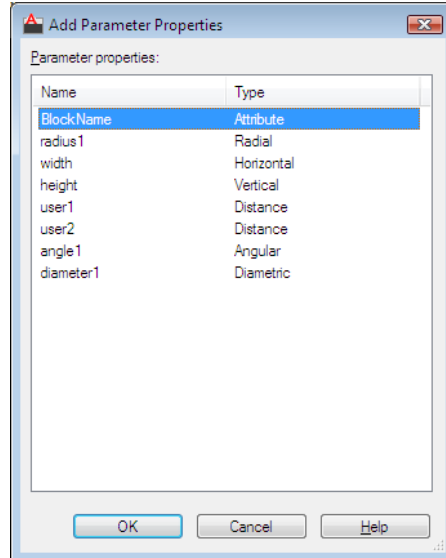 Add Parameter Properties
Parameter properties:
Name Type
BlockName Attribute
radius1 Radial
width Horizontal
height Vertical
user1 Distance
user2 Distance
angle1 Angular
diameter1 Diametric
OK Cancel Help